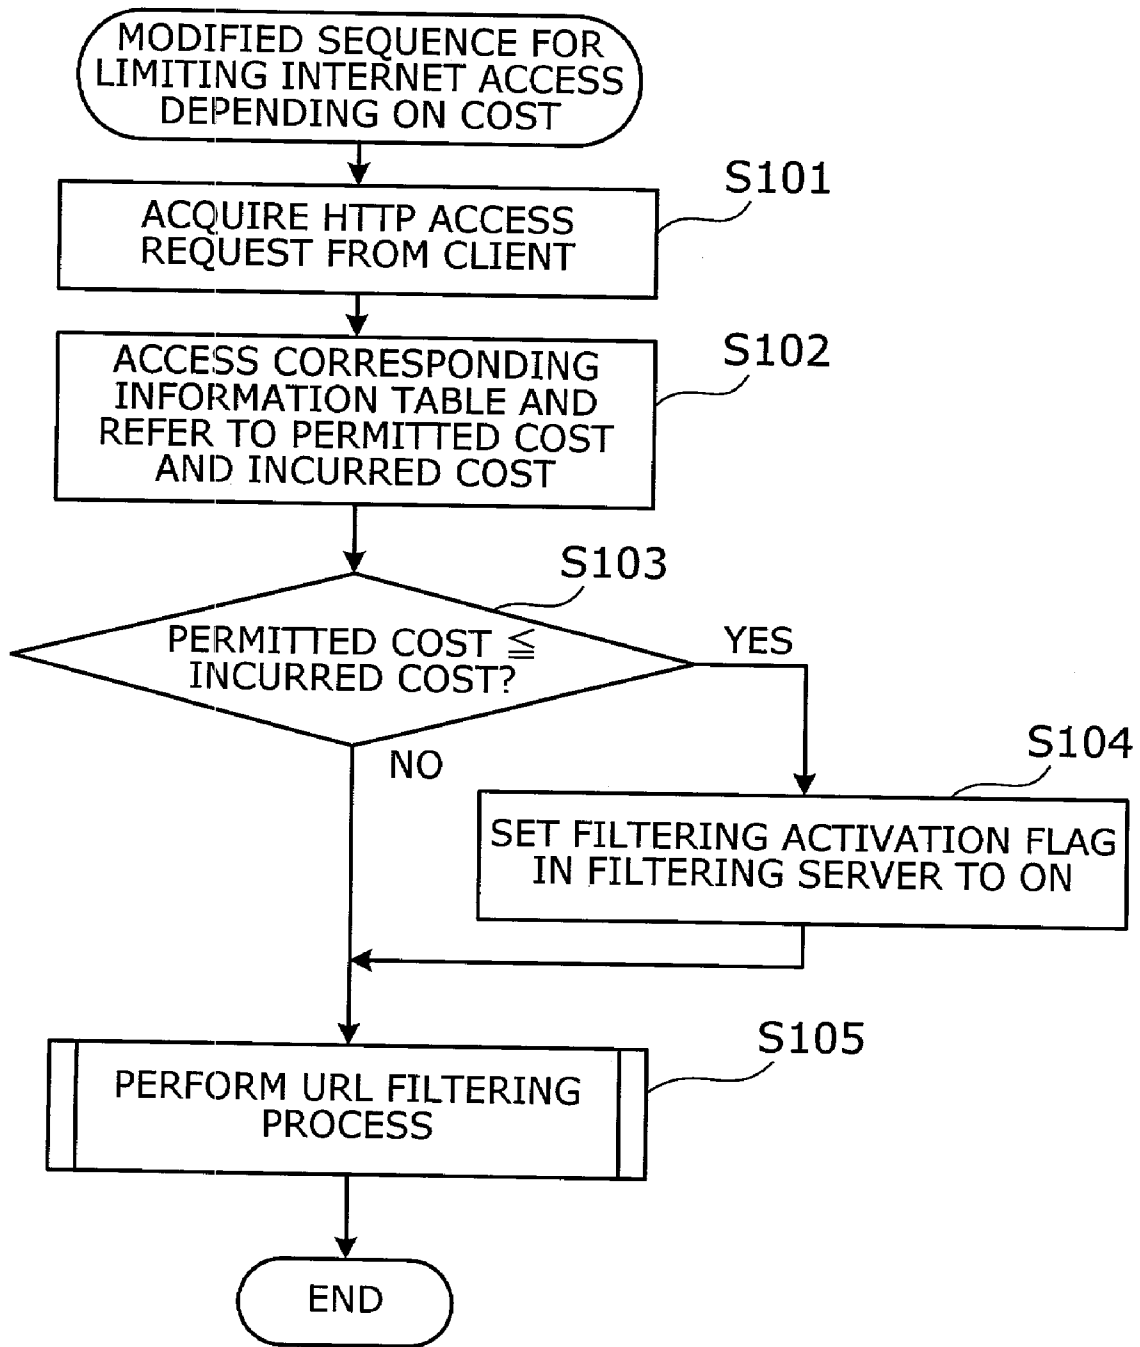 MODIFIED SEQUENCE FOR
LIMITING INTERNET ACCESS
DEPENDING ON COST
S101
ACQUIRE HTTP ACCESS
REQUEST FROM CLIENT
S102
ACCESS CORRESPONDING
INFORMATION TABLE AND
REFER TO PERMITTED COST
AND INCURRED COST
S103
PERMITTED COST ≦
INCURRED COST?
YES
NO
S104
SET FILTERING ACTIVATION FLAG
IN FILTERING SERVER TO ON
S105
PERFORM URL FILTERING
PROCESS
END